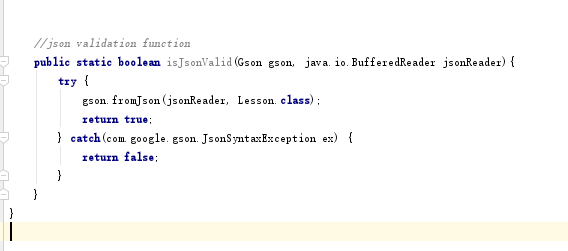 //json validation function
public static boolean isJsonValid(Gson gson, java.io.BufferedReader jsonReader){
try {
gson.fromJson(jsonReader, Lesson.class);
return true;
} catch(com.google.gson.JsonSyntaxException ex) {
return false;
}
}
}